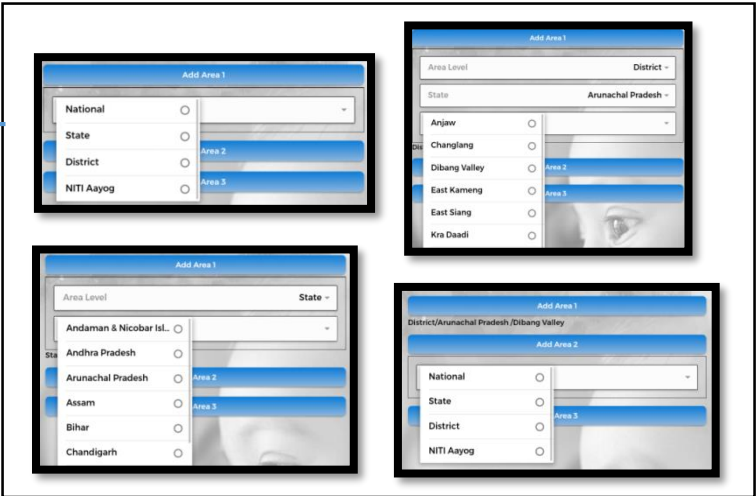 Add Area 1
National
State
District
NITI Aayog
Area 2
Area 3
Add Area 1
Area Level District
State Arunachal Pradesh
Anjaw
Changlang
Dibang Valley
East Kameng
East Siang
Kra Daadi
Dis
Area 2
Area 3
Add Area 1
Area Level State
Andaman & Nicobar Isl...
Andhra Pradesh
Arunachal Pradesh
Assam
Bihar
Chandigarh
Sta
Area 2
Area 3
Add Area 1
District/Arunachal Pradesh /Dibang Valley
Add Area 2
National
State
District
NITI Aayog
Area 3